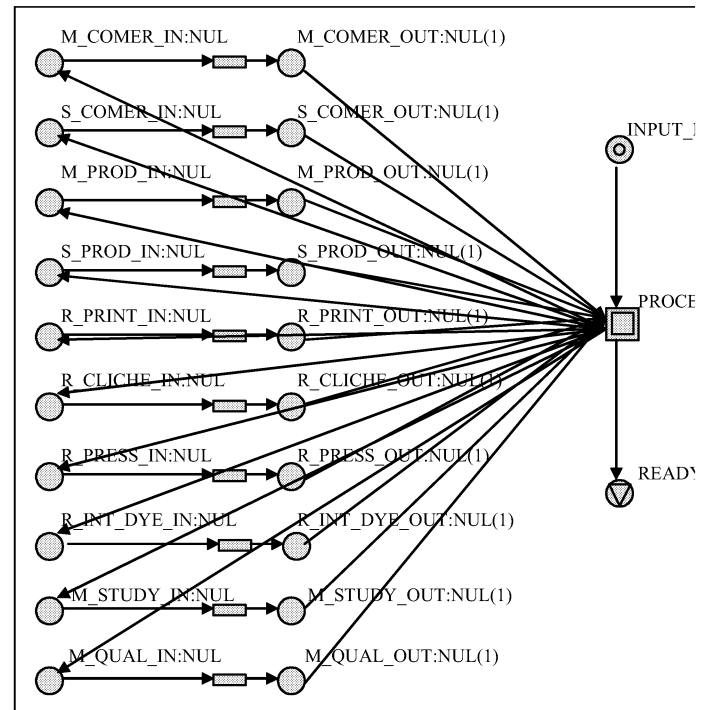 M_COMER_IN:NUL M_COMER_OUT:NUL(1)
S_COMER_IN:NUL S_COMER_OUT:NUL(1)
INPUT_
M_PROD_IN:NUL M_PROD_OUT:NUL(1)
S_PROD_IN:NUL S_PROD_OUT:NUL(1)
PROCE
R_PRINT_IN:NUL R_PRINT_OUT:NUL(1)
R_CLICHE_IN:NUL R_CLICHE_OUT:NUL(1)
R_PRESS_IN:NUL R_PRESS_OUT:NUL(1)
READY
R_INT_DYE_IN:NUL R_INT_DYE_OUT:NUL(1)
M_STUDY_IN:NUL M_STUDY_OUT:NUL(1)
M_QUAL_IN:NUL M_QUAL_OUT:NUL(1)